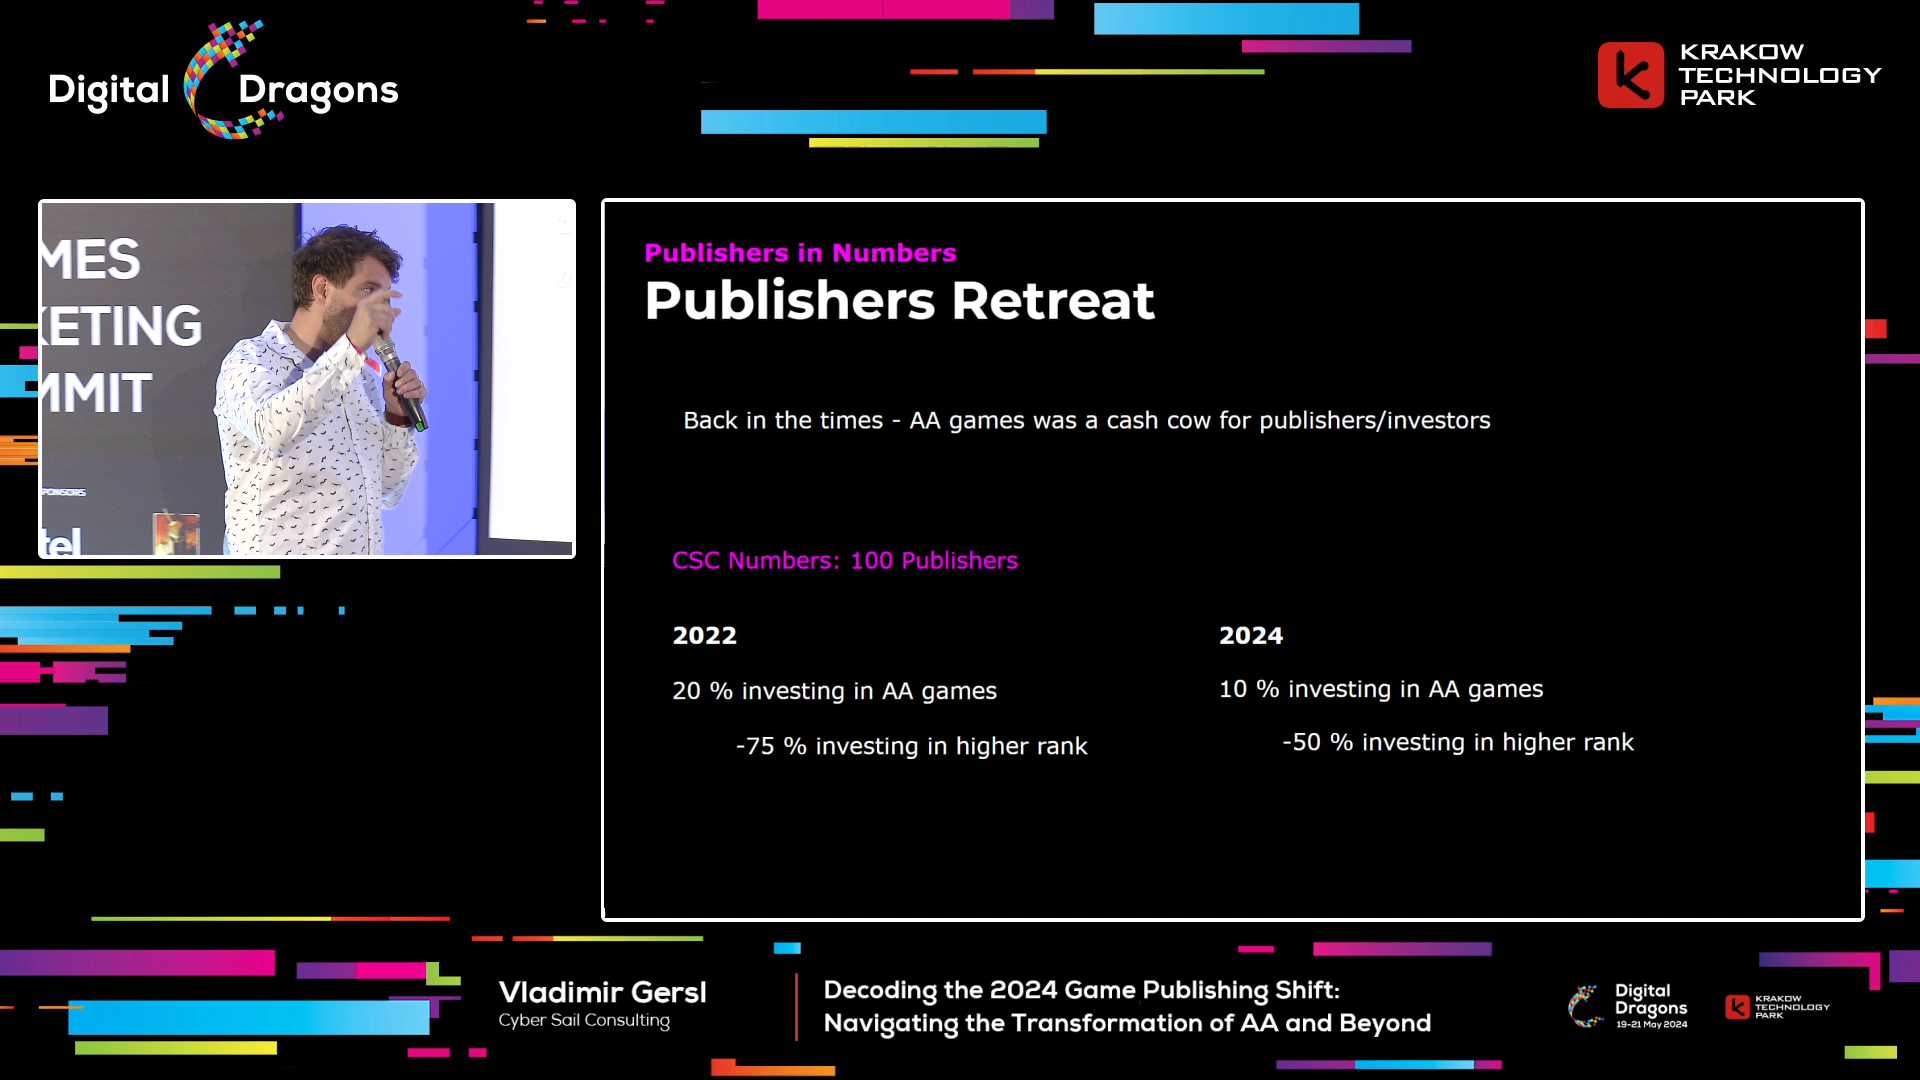 Digital Dragons
KRAKOW
TECHNOLOGY
PARK
MES
KETING
MMIT
PONSORS
tel
Publishers in Numbers
Publishers Retreat
Back in the times - AA games was a cash cow for publishers/investors
CSC Numbers: 100 Publishers
2022
20 % investing in AA games
-75 % investing in higher rank
2024
10 % investing in AA games
-50 % investing in higher rank
Vladimir Gersl
Cyber Sail Consulting
Decoding the 2024 Game Publishing Shift:
Navigating the Transformation of AA and Beyond
Digital
Dragons
19-21 May 2024
KRAKOW
TECHNOLOGY
PARK